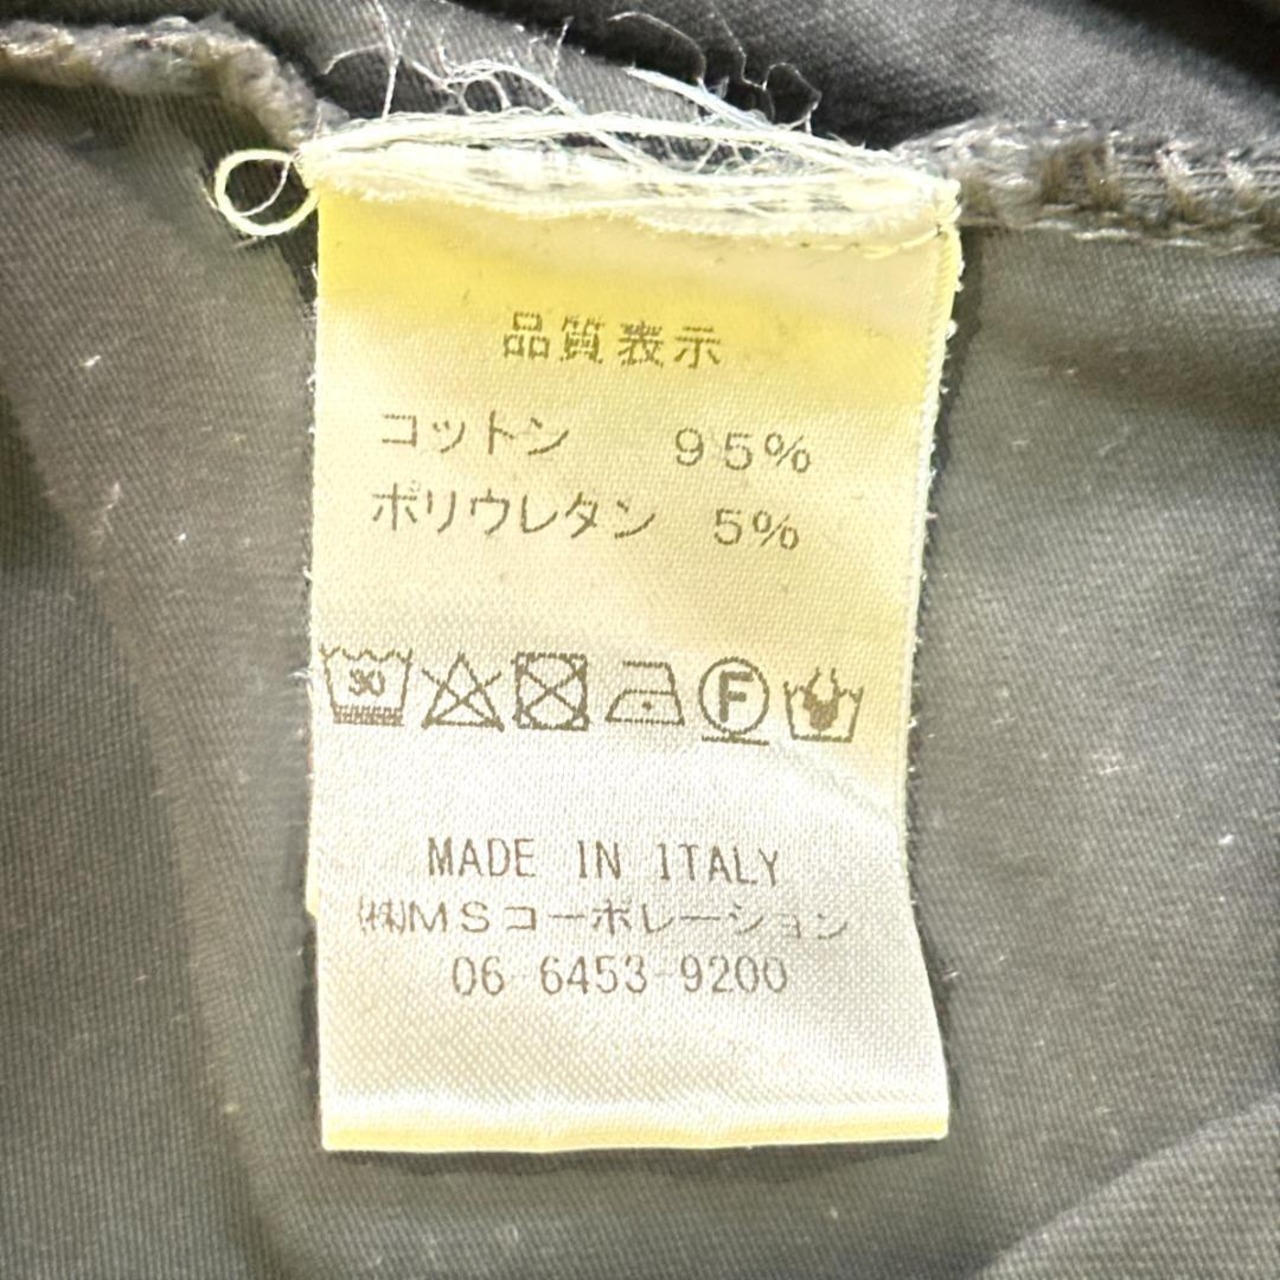 品質表示
コットン 95%
ポリウレタン 5%
30 F
MADE IN ITALY
㈱MSコーポレーション
06-6453-9200